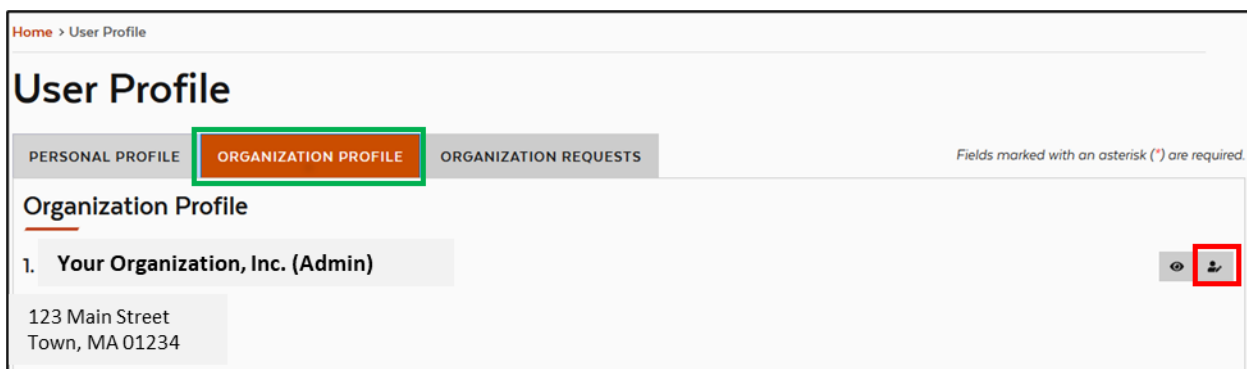 Home > User Profile
User Profile
PERSONAL PROFILE ORGANIZATION PROFILE ORGANIZATION REQUESTS Fields marked with an asterisk (*) are required.
Organization Profile
1. Your Organization, Inc. (Admin)
123 Main Street
Town, MA 01234